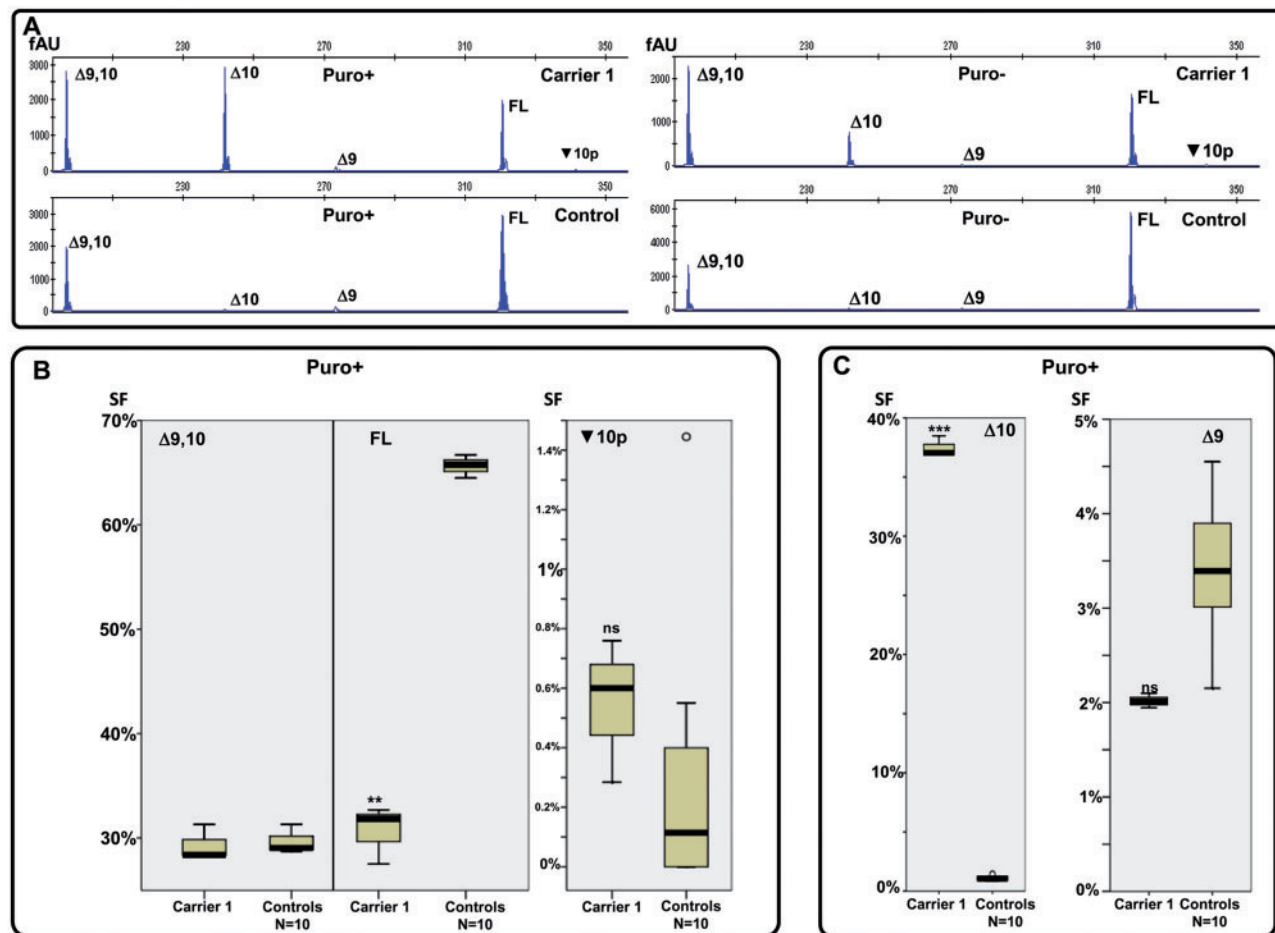 A
fAU
230 270 310 350
3000
2000
1000
0
Δ9,10
Δ10
Puro+
Carrier 1
Δ9
FL
▼10p
230 270 310 350
2000
1000
0
Δ9,10
Δ10
Puro-
Carrier 1
Δ9
FL
▼10p
230 270 310 350
3000
2000
1000
0
Δ9,10
Δ10
Puro+
Δ9
FL
Control
230 270 310 350
6000
4000
2000
0
Δ9,10
Δ10
Puro-
Δ9
FL
Control
B
Puro+
SF
70%
60%
50%
40%
30%
Δ9,10
FL
**
Carrier 1
Controls
N=10
Carrier 1
Controls
N=10
SF
▼10p
1.4%
1.2%
1%
0.8%
0.6%
0.4%
0.2%
0%
ns
Carrier 1
Controls
N=10
C
Puro+
SF
40%
30%
20%
10%
0%
***
Δ10
Carrier 1
Controls
N=10
SF
5%
4%
3%
2%
1%
0%
Δ9
ns
Carrier 1
Controls
N=10